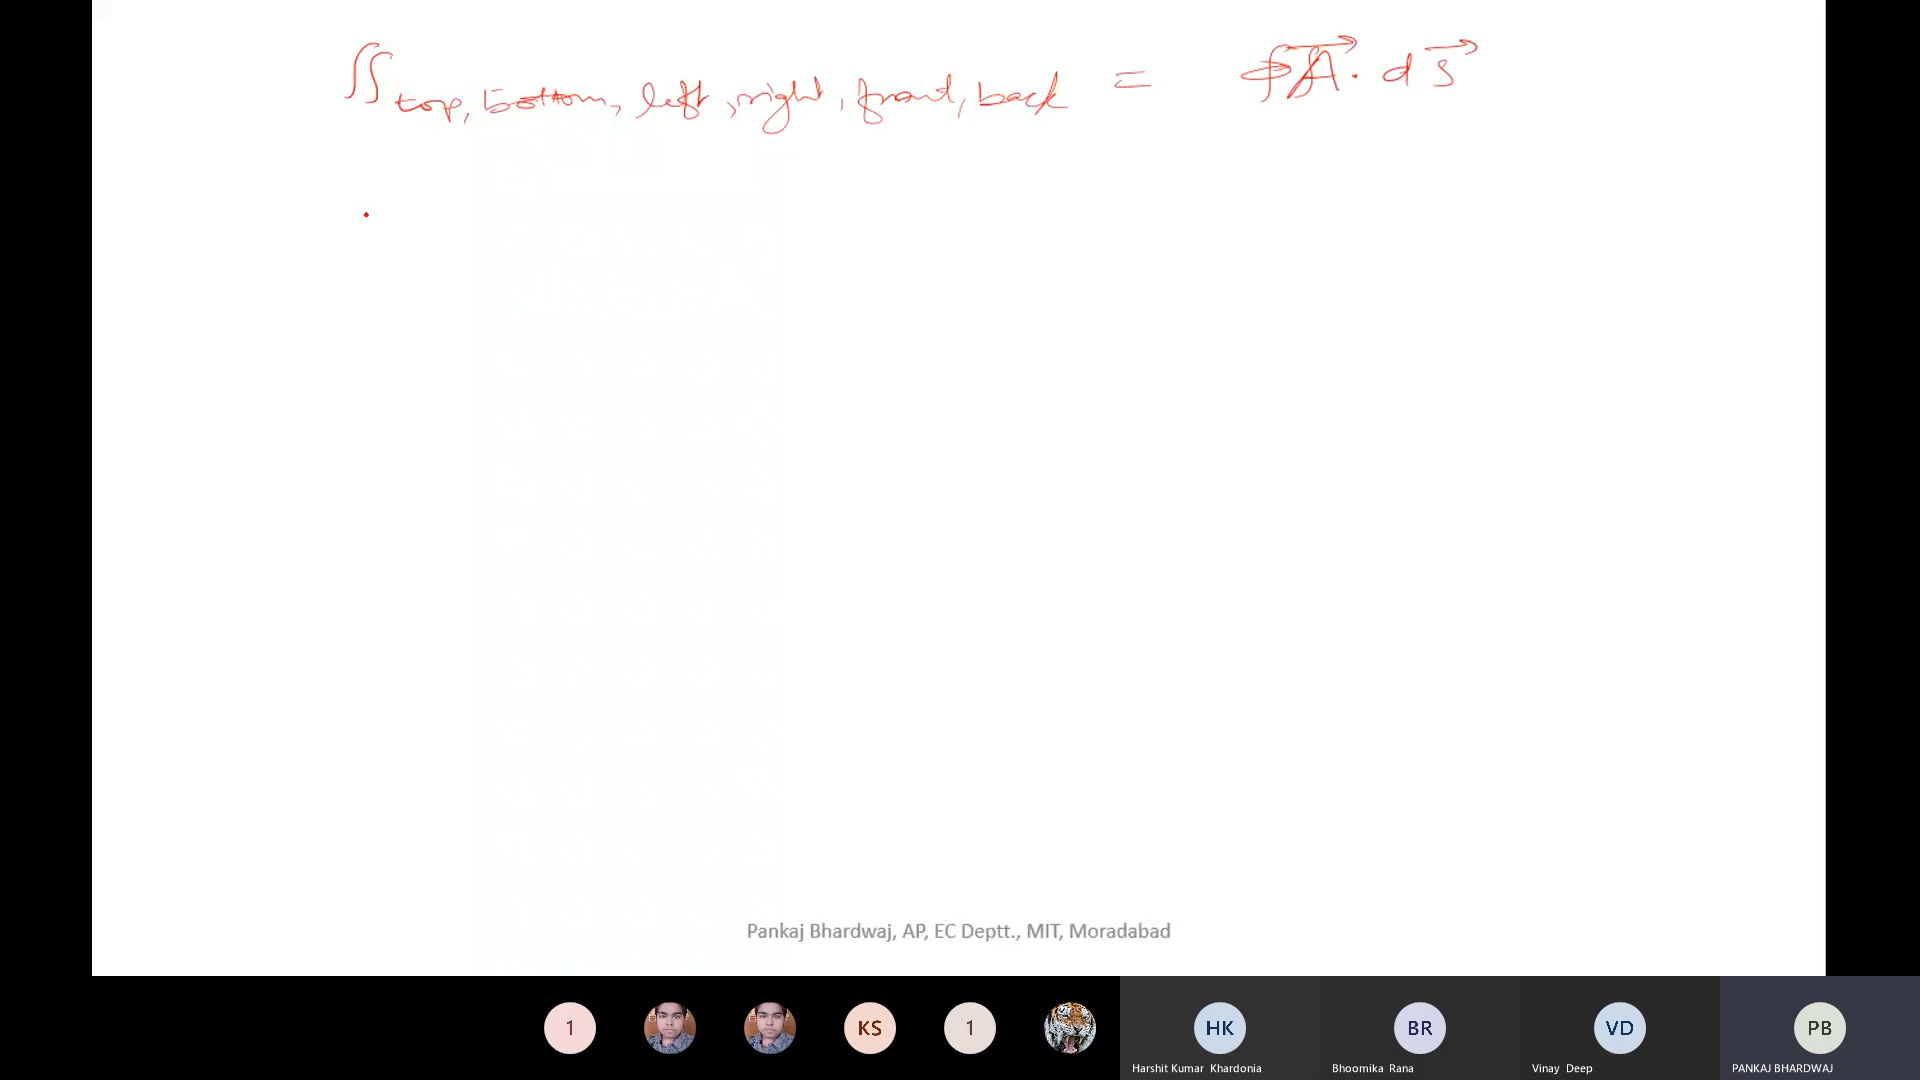 ∬ top, bottom, left, right, front, back = ∯ A⃗ . d s⃗
Pankaj Bhardwaj, AP, EC Deptt., MIT, Moradabad
1 KS 1 HK BR VD PB
Harshit Kumar Khardonia Bhoomika Rana Vinay Deep PANKAJ BHARDWAJ